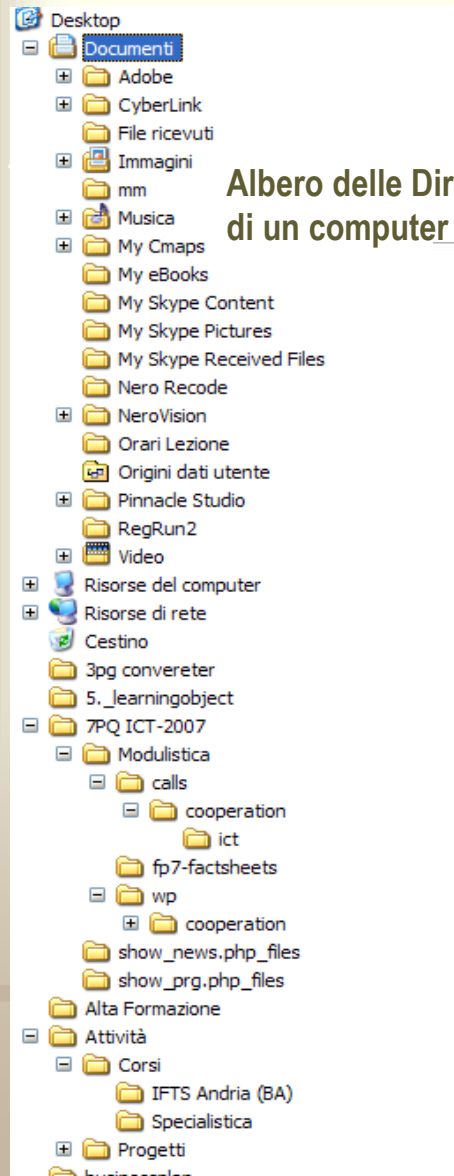 Desktop
Documenti
Adobe
CyberLink
File ricevuti
Immagini
mm
Albero delle Dir
Musica
di un computer
My Cmaps
My eBooks
My Skype Content
My Skype Pictures
My Skype Received Files
Nero Recode
NeroVision
Orari Lezione
Origini dati utente
Pinnacle Studio
RegRun2
Video
Risorse del computer
Risorse di rete
Cestino
3pg convereter
5._learningobject
7PQ ICT-2007
Modulistica
calls
cooperation
ict
fp7-factsheets
wp
cooperation
show_news.php_files
show_prg.php_files
Alta Formazione
Attività
Corsi
IFTS Andria (BA)
Specialistica
Progetti